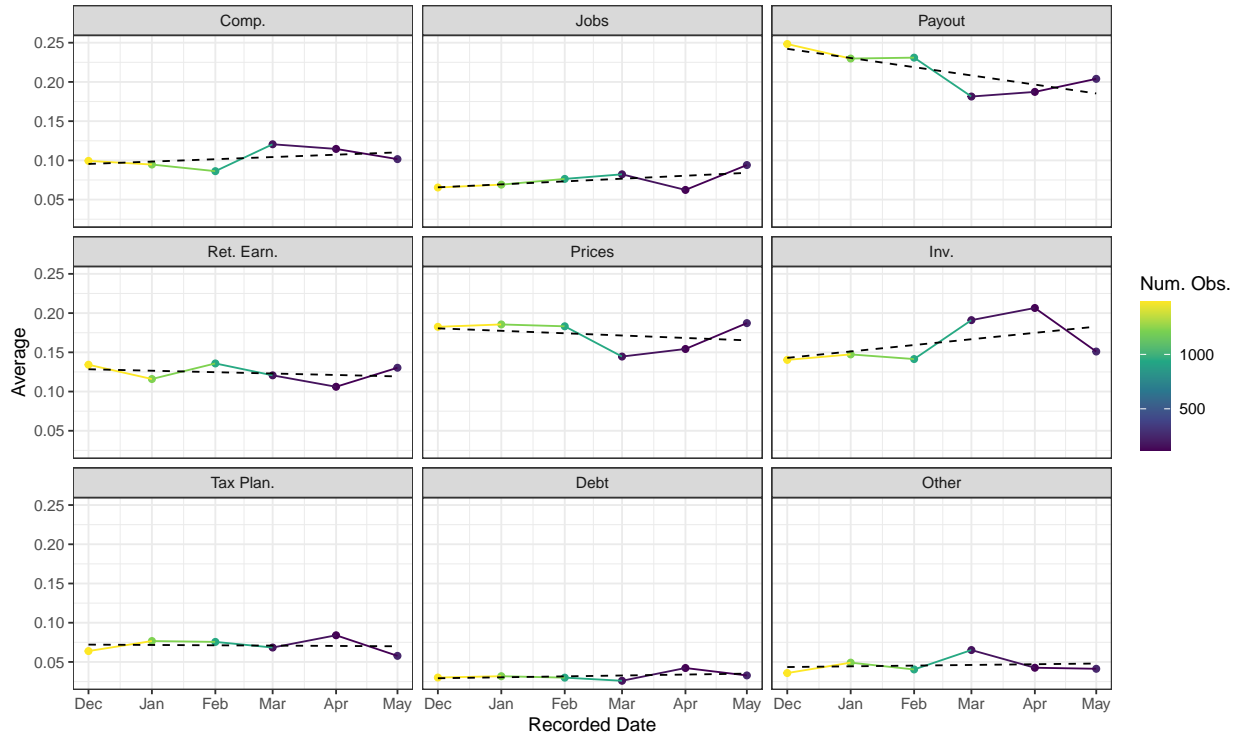 Comp. Jobs Payout
0.25
0.20
0.15
0.10
0.05
Ret. Earn. Prices Inv.
0.25
0.20
0.15
0.10
0.05
Tax Plan. Debt Other
0.25
0.20
0.15
0.10
0.05
Dec Jan Feb Mar Apr May Dec Jan Feb Mar Apr May Dec Jan Feb Mar Apr May
Recorded Date
Average
Num. Obs.
1000
500